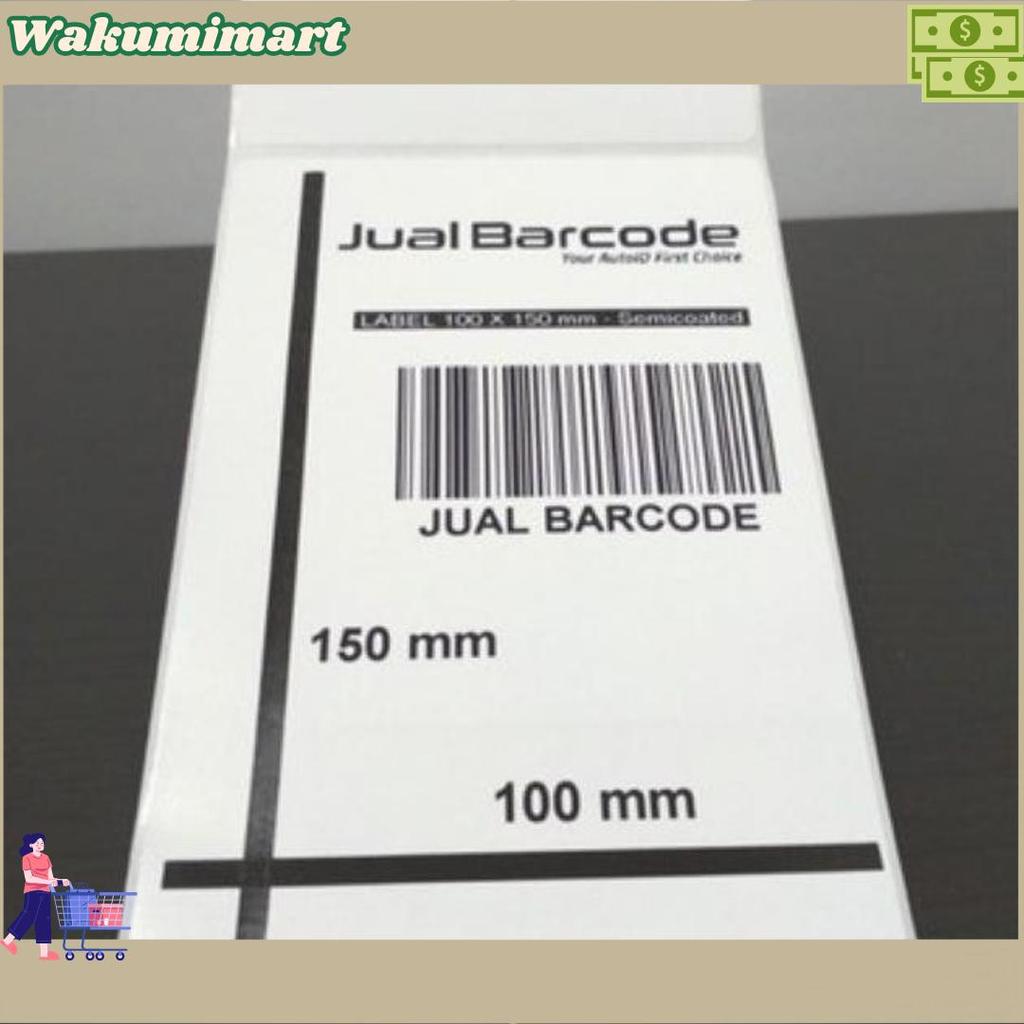 Wakumimart
$
$
Jual Barcode
Your AutoID First Choice
LABEL 100 X 150 mm - Semicoated
JUAL BARCODE
150 mm
100 mm